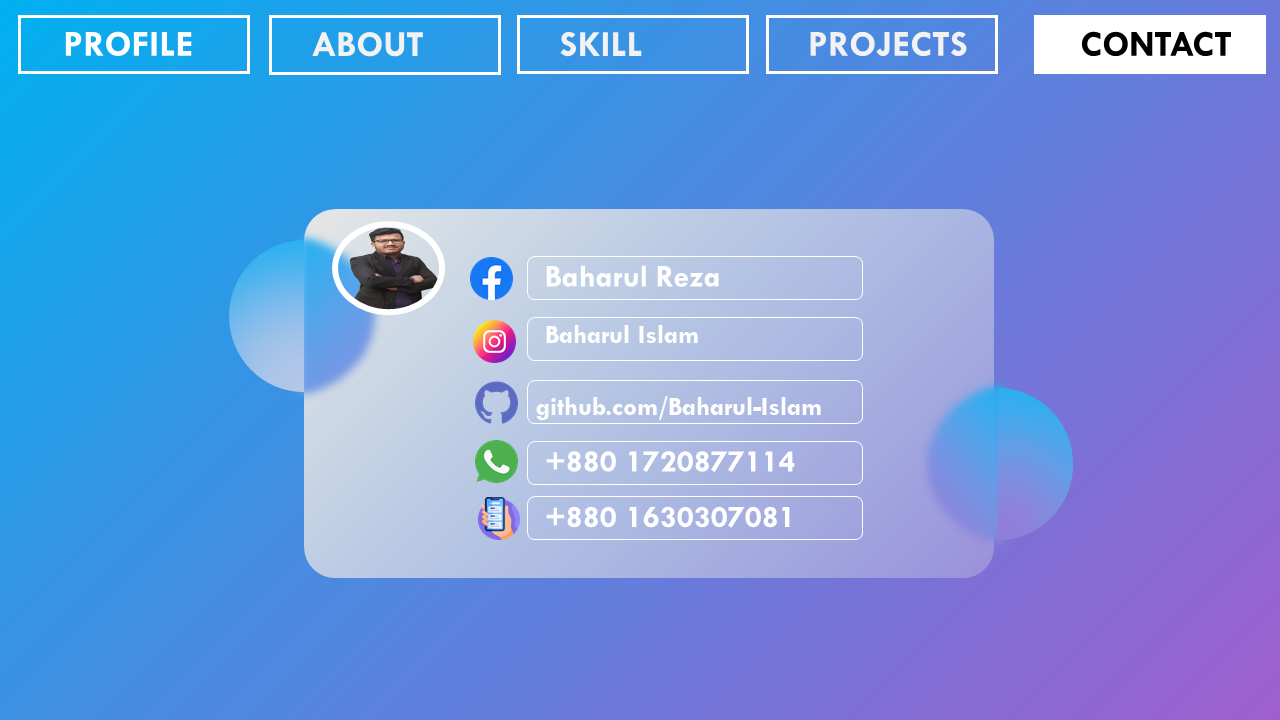 PROFILE
ABOUT
SKILL
PROJECTS
CONTACT
Baharul Reza
Baharul Islam
github.com/Baharul-Islam
+880 1720877114
+880 1630307081